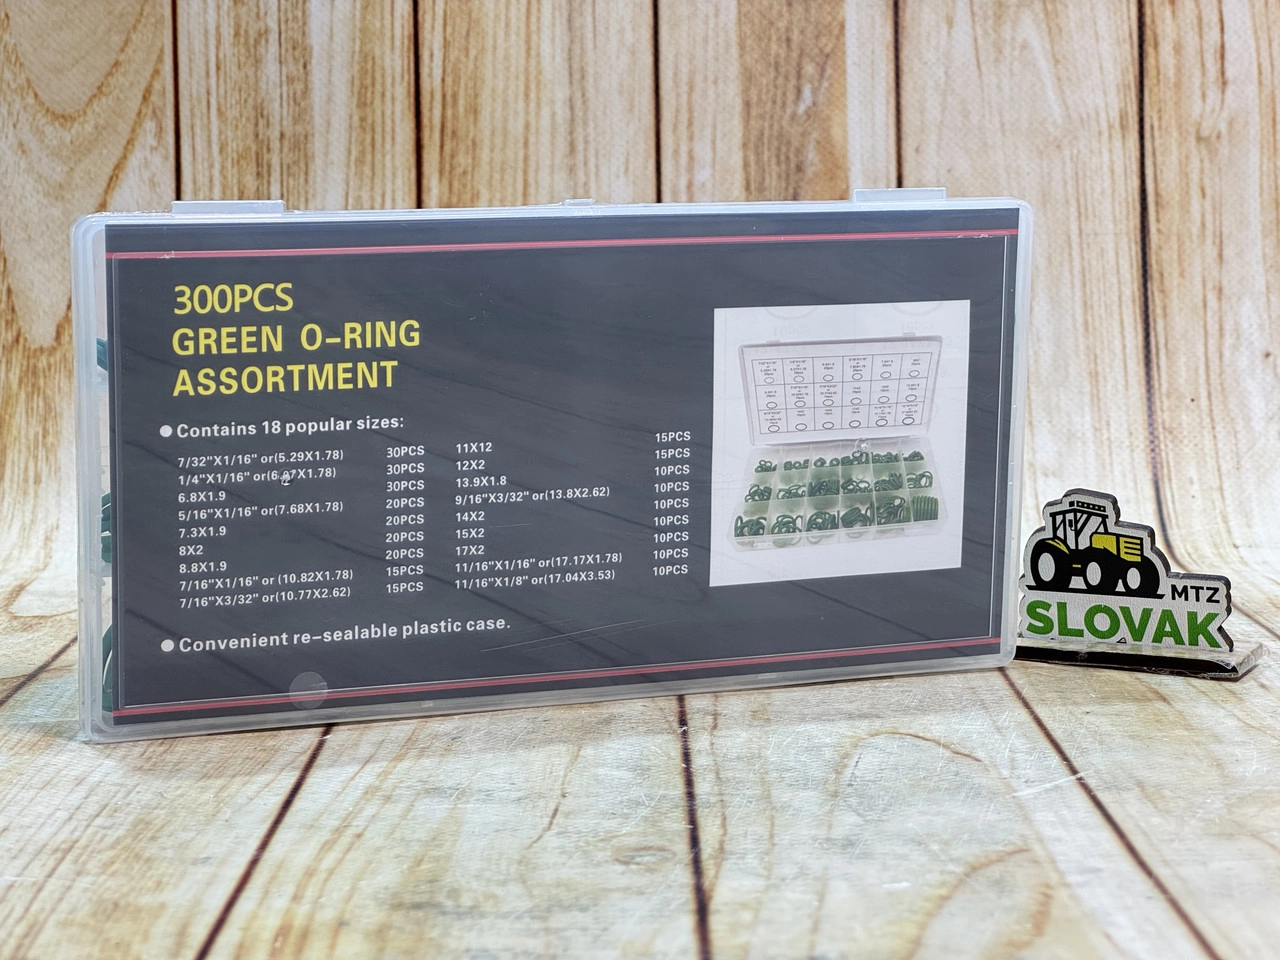 300PCS
GREEN O-RING
ASSORTMENT
Contains 18 popular sizes:
7/32"X1/16" or(5.29X1.78) 30PCS
1/4"X1/16" or(6.07X1.78) 30PCS
6.8X1.9 30PCS
5/16"X1/16" or(7.68X1.78) 20PCS
7.3X1.9 20PCS
8X2 20PCS
8.8X1.9 20PCS
7/16"X1/16" or (10.82X1.78) 15PCS
7/16"X3/32" or(10.77X2.62) 15PCS
11X12 15PCS
12X2 15PCS
13.9X1.8 10PCS
9/16"X3/32" or(13.8X2.62) 10PCS
14X2 10PCS
15X2 10PCS
17X2 10PCS
11/16"X1/16" or (17.17X1.78) 10PCS
11/16"X1/8" or(17.04X3.53) 10PCS
Convenient re-sealable plastic case.
MTZ
SLOVAK